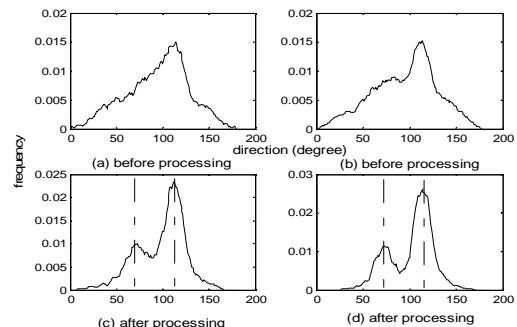 0.02
0.015
0.01
0.005
0
0 50 100 150 200
(a) before processing
0.02
0.015
0.01
0.005
0
0 50 100 150 200
(b) before processing
direction (degree)
frequency
0.025
0.02
0.015
0.01
0.005
0
0 50 100 150 200
(c) after processing
0.03
0.02
0.01
0
0 50 100 150 200
(d) after processing